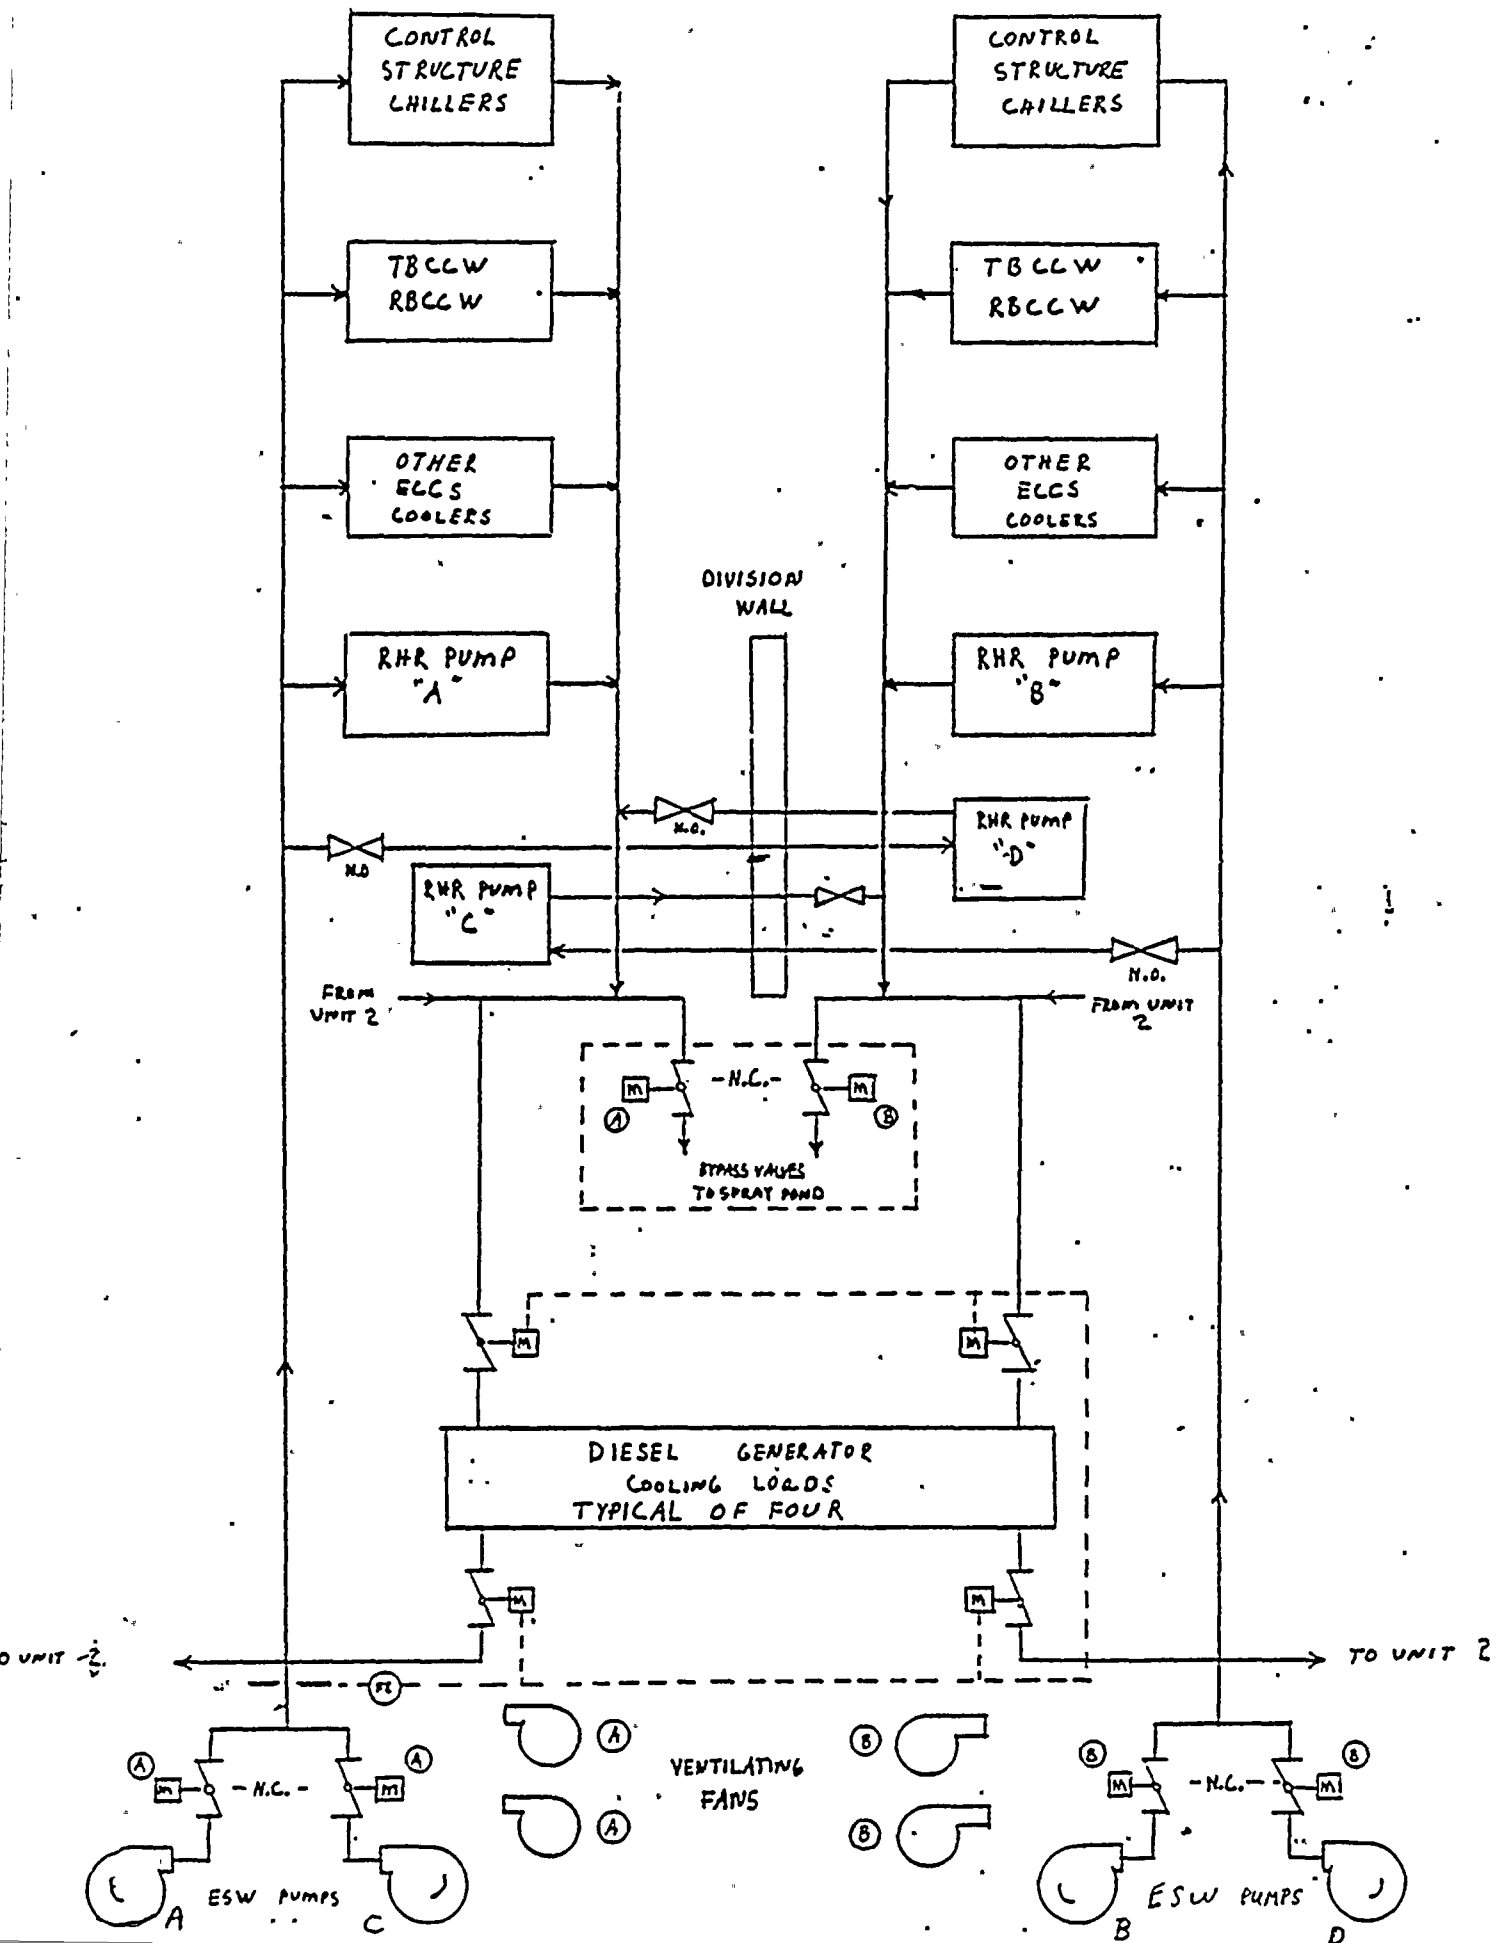 CONTROL
STRUCTURE
CHILLERS
CONTROL
STRUCTURE
CHILLERS
TBCCW
RBCCW
TBCCW
RBCCW
OTHER
ECCS
COOLERS
OTHER
ECCS
COOLERS
DIVISION
WALL
RHR PUMP
"A"
RHR PUMP
"B"
N.O.
RHR PUMP
"D"
N.O
RHR PUMP
"C"
N.O.
FROM
UNIT 2
FROM UNIT
2
M
-N.C.-
M
A
B
BYPASS VALVES
TO SPRAY POND
M
M
DIESEL GENERATOR
COOLING LOADS
TYPICAL OF FOUR
M
M
O UNIT 2
TO UNIT 2
A
B
VENTILATING
FANS
A
B
A
A
M
-N.C.-
M
B
B
M
-N.C.-
M
ESW PUMPS
A
C
ESW PUMPS
B
D